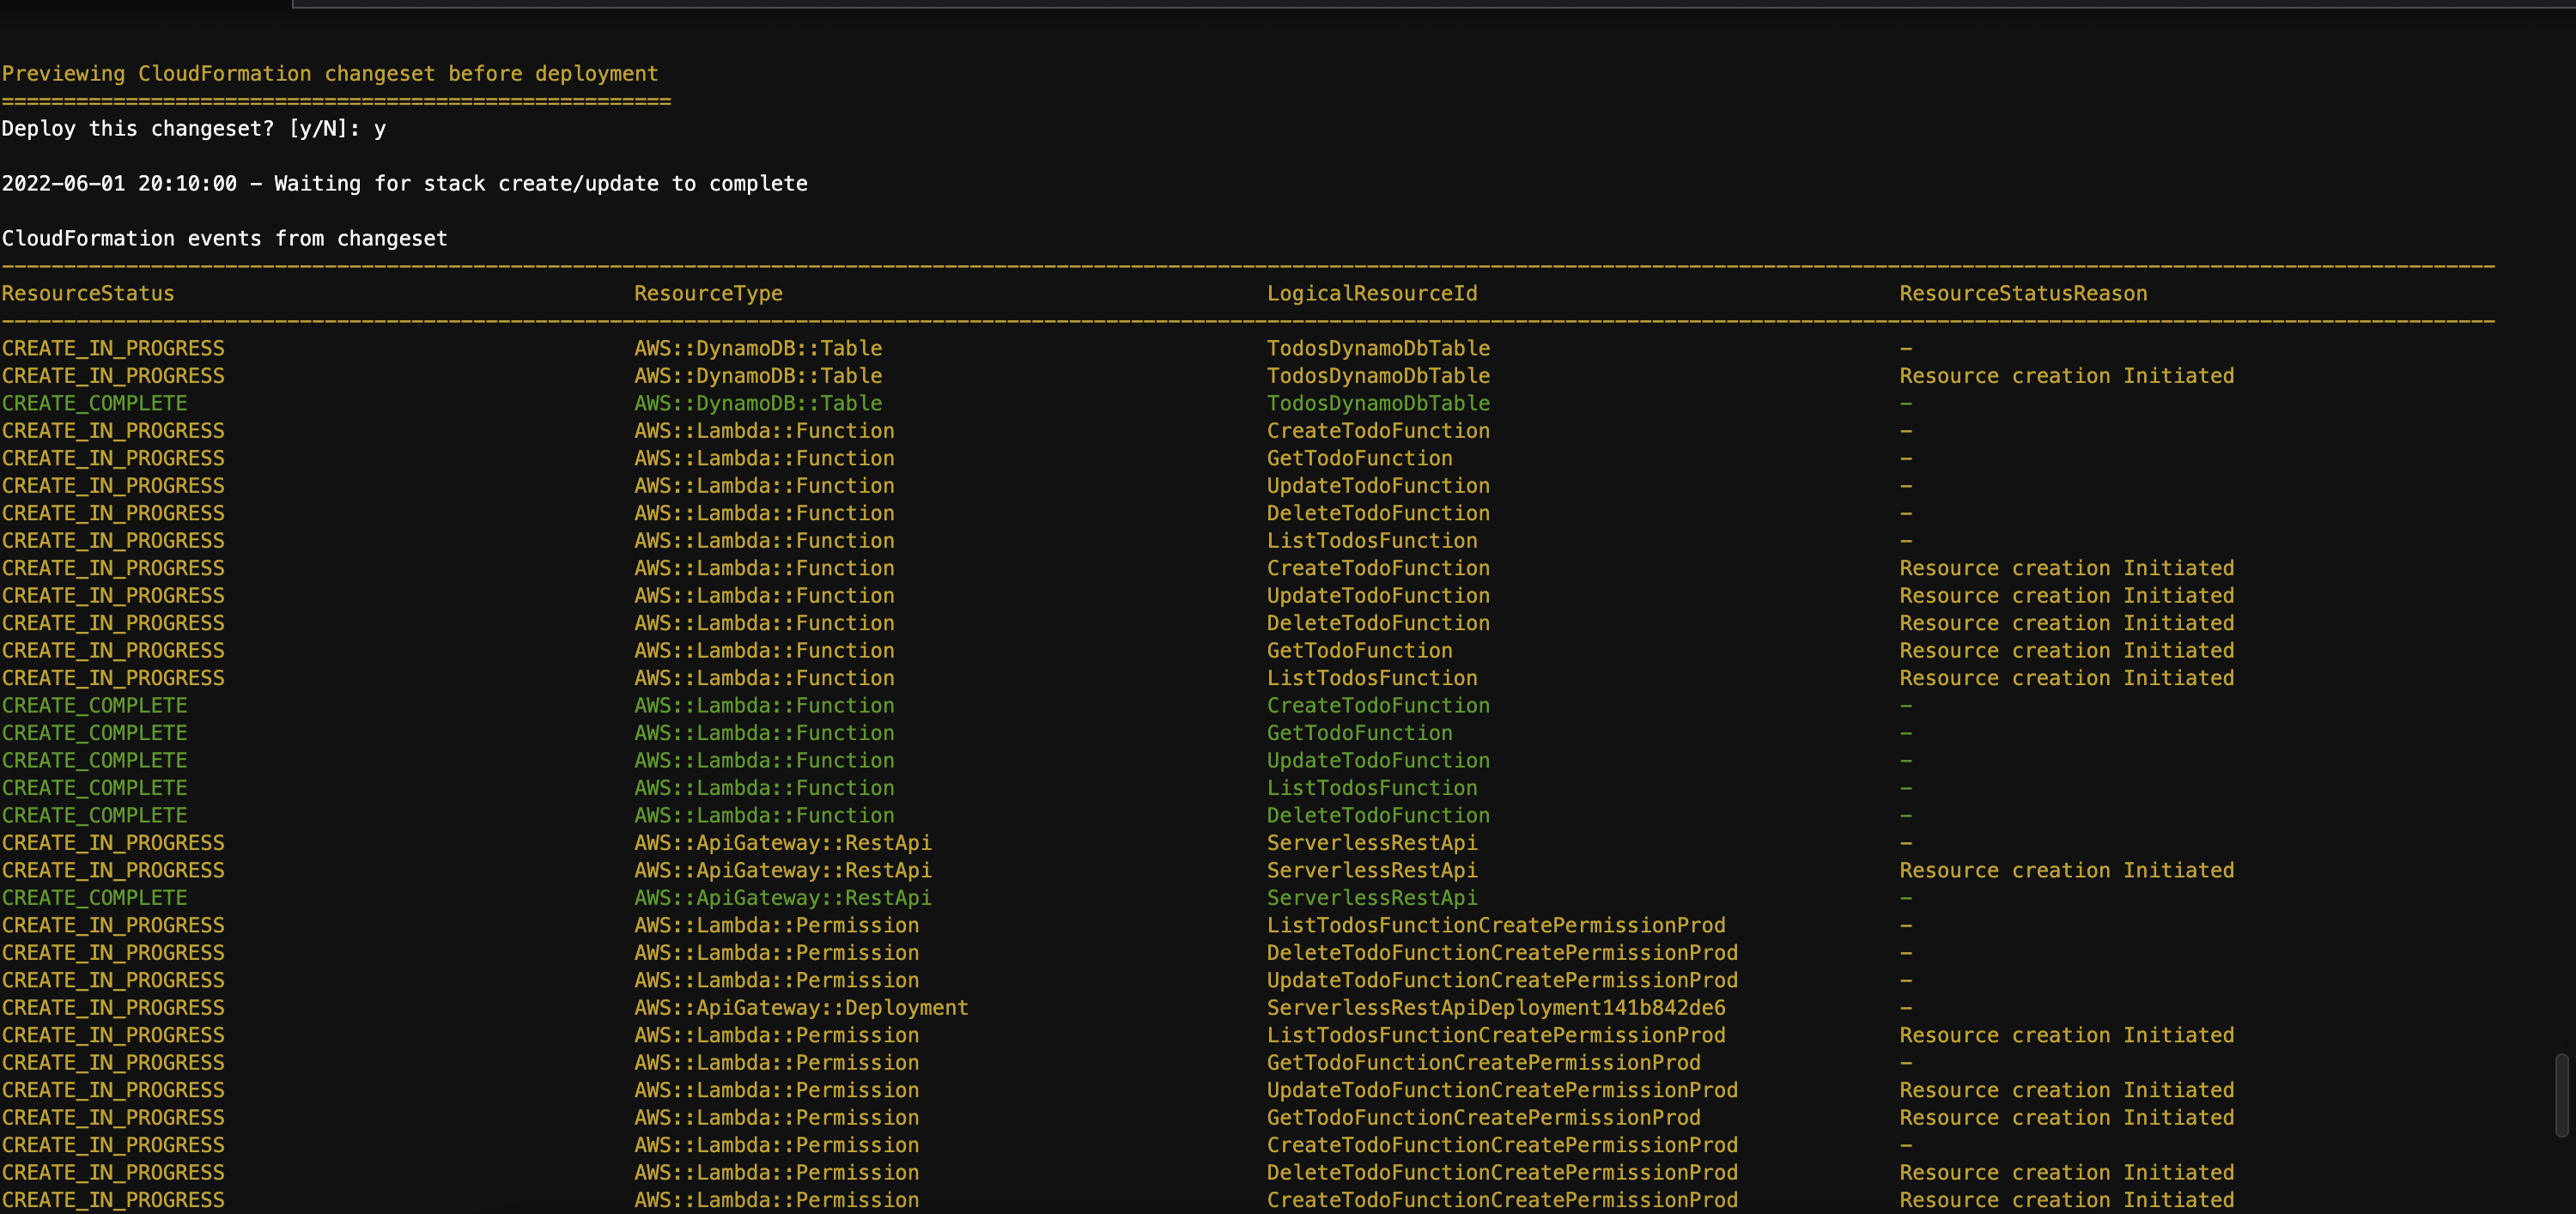 Previewing CloudFormation changeset before deployment
======================================================
Deploy this changeset? [y/N]: y
2022-06-01 20:10:00 - Waiting for stack create/update to complete
CloudFormation events from changeset
ResourceStatus ResourceType LogicalResourceId ResourceStatusReason
CREATE_IN_PROGRESS AWS::DynamoDB::Table TodosDynamoDbTable -
CREATE_IN_PROGRESS AWS::DynamoDB::Table TodosDynamoDbTable Resource creation Initiated
CREATE_COMPLETE AWS::DynamoDB::Table TodosDynamoDbTable -
CREATE_IN_PROGRESS AWS::Lambda::Function CreateTodoFunction -
CREATE_IN_PROGRESS AWS::Lambda::Function GetTodoFunction -
CREATE_IN_PROGRESS AWS::Lambda::Function UpdateTodoFunction -
CREATE_IN_PROGRESS AWS::Lambda::Function DeleteTodoFunction -
CREATE_IN_PROGRESS AWS::Lambda::Function ListTodosFunction -
CREATE_IN_PROGRESS AWS::Lambda::Function CreateTodoFunction Resource creation Initiated
CREATE_IN_PROGRESS AWS::Lambda::Function UpdateTodoFunction Resource creation Initiated
CREATE_IN_PROGRESS AWS::Lambda::Function DeleteTodoFunction Resource creation Initiated
CREATE_IN_PROGRESS AWS::Lambda::Function GetTodoFunction Resource creation Initiated
CREATE_IN_PROGRESS AWS::Lambda::Function ListTodosFunction Resource creation Initiated
CREATE_COMPLETE AWS::Lambda::Function CreateTodoFunction -
CREATE_COMPLETE AWS::Lambda::Function GetTodoFunction -
CREATE_COMPLETE AWS::Lambda::Function UpdateTodoFunction -
CREATE_COMPLETE AWS::Lambda::Function ListTodosFunction -
CREATE_COMPLETE AWS::Lambda::Function DeleteTodoFunction -
CREATE_IN_PROGRESS AWS::ApiGateway::RestApi ServerlessRestApi -
CREATE_IN_PROGRESS AWS::ApiGateway::RestApi ServerlessRestApi Resource creation Initiated
CREATE_COMPLETE AWS::ApiGateway::RestApi ServerlessRestApi -
CREATE_IN_PROGRESS AWS::Lambda::Permission ListTodosFunctionCreatePermissionProd -
CREATE_IN_PROGRESS AWS::Lambda::Permission DeleteTodoFunctionCreatePermissionProd -
CREATE_IN_PROGRESS AWS::Lambda::Permission UpdateTodoFunctionCreatePermissionProd -
CREATE_IN_PROGRESS AWS::ApiGateway::Deployment ServerlessRestApiDeployment141b842de6 -
CREATE_IN_PROGRESS AWS::Lambda::Permission ListTodosFunctionCreatePermissionProd Resource creation Initiated
CREATE_IN_PROGRESS AWS::Lambda::Permission GetTodoFunctionCreatePermissionProd -
CREATE_IN_PROGRESS AWS::Lambda::Permission UpdateTodoFunctionCreatePermissionProd Resource creation Initiated
CREATE_IN_PROGRESS AWS::Lambda::Permission GetTodoFunctionCreatePermissionProd Resource creation Initiated
CREATE_IN_PROGRESS AWS::Lambda::Permission CreateTodoFunctionCreatePermissionProd -
CREATE_IN_PROGRESS AWS::Lambda::Permission DeleteTodoFunctionCreatePermissionProd Resource creation Initiated
CREATE_IN_PROGRESS AWS::Lambda::Permission CreateTodoFunctionCreatePermissionProd Resource creation Initiated